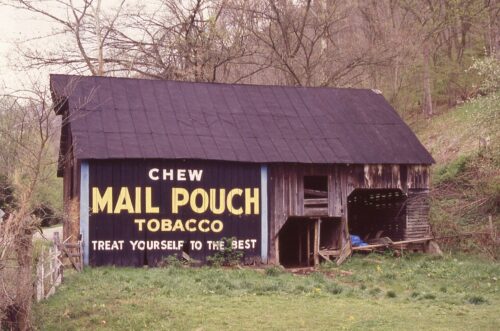 CHEW
MAIL POUCH
TOBACCO
TREAT YOURSELF TO THE BEST